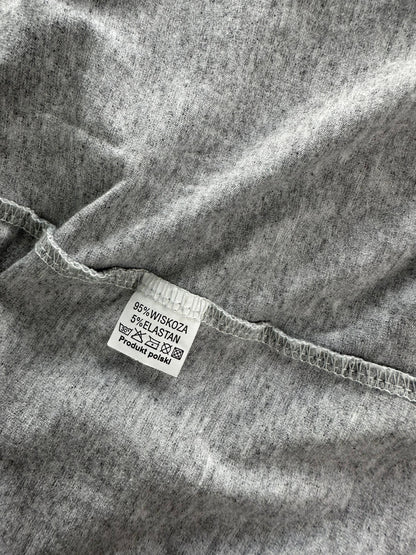 95% WISKOZA
5% ELASTAN
Produkt polski